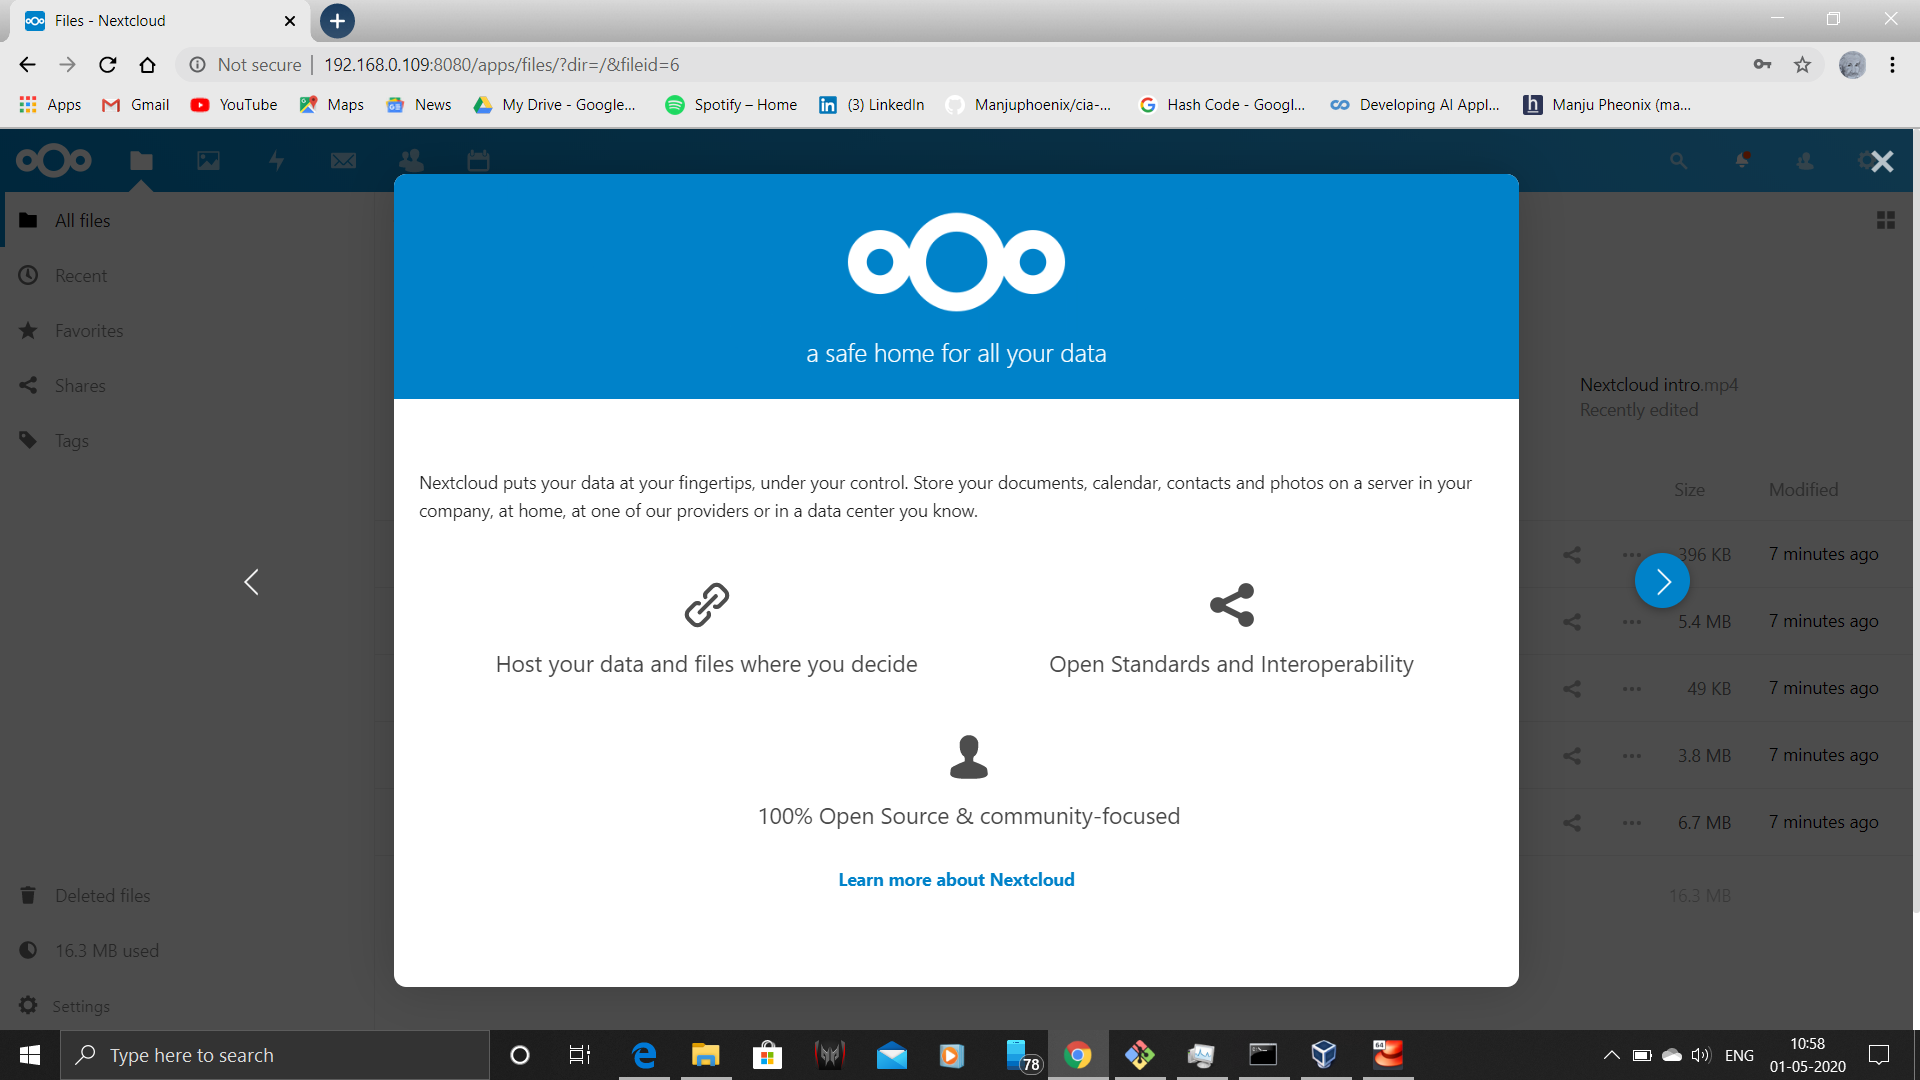 Files - Nextcloud
Not secure | 192.168.0.109:8080/apps/files/?dir=/&fileid=6
Apps Gmail YouTube Maps News My Drive - Google... Spotify – Home (3) LinkedIn Manjuphoenix/cia-... Hash Code - Googl... Developing AI Appl... Manju Pheonix (ma...
All files
Recent
Favorites
Shares
Tags
Deleted files
16.3 MB used
Settings
a safe home for all your data
Nextcloud puts your data at your fingertips, under your control. Store your documents, calendar, contacts and photos on a server in your
company, at home, at one of our providers or in a data center you know.
Host your data and files where you decide
Open Standards and Interoperability
100% Open Source & community-focused
Learn more about Nextcloud
Nextcloud intro.mp4
Recently edited
Size Modified
396 KB 7 minutes ago
5.4 MB 7 minutes ago
49 KB 7 minutes ago
3.8 MB 7 minutes ago
6.7 MB 7 minutes ago
16.3 MB
Type here to search
78
64
ENG
10:58
01-05-2020